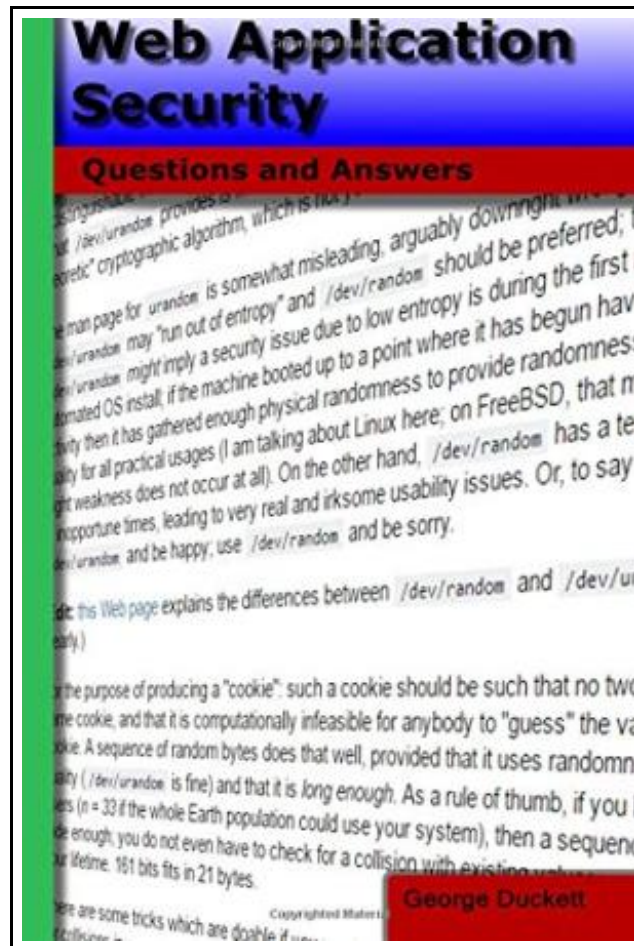 Web Application
Security
Copyrighted Material
Questions and Answers
/dev/urandom provides is
cryptographic algorithm, which is not
man page for urandom is somewhat misleading, arguably downright
may "run out of entropy" and /dev/random should be preferred;
/dev/urandom might imply a security issue due to low entropy is during the first
OS install; if the machine booted up to a point where it has begun
then it has gathered enough physical randomness to provide
for all practical usages (I am talking about Linux here; on FreeBSD, that
weakness does not occur at all). On the other hand, /dev/random has a
times, leading to very real and irksome usability issues. Or, to say
/dev/urandom and be happy; use /dev/random and be sorry.
this Web page explains the differences between /dev/random and
the purpose of producing a "cookie": such a cookie should be such that no two
cookie, and that it is computationally infeasible for anybody to "guess" the
A sequence of random bytes does that well, provided that it uses
( /dev/urandom is fine) and that it is long enough. As a rule of thumb, if you
(n = 33 if the whole Earth population could use your system), then a
enough, you do not even have to check for a collision with existing
lifetime. 161 bits fits in 21 bytes.
George Duckett
are some tricks which are doable if
Copyrighted Material